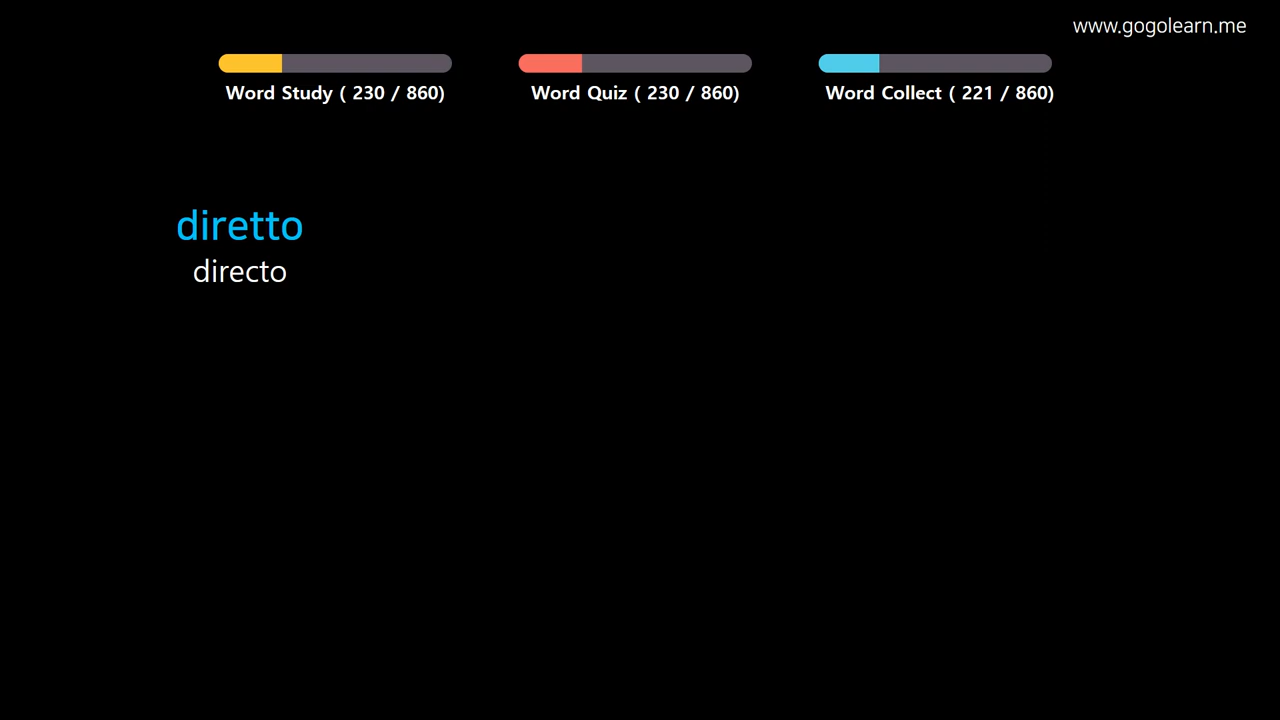 www.gogolearn.me
Word Study ( 230 / 860)
Word Quiz ( 230 / 860)
Word Collect ( 221 / 860)
diretto
directo